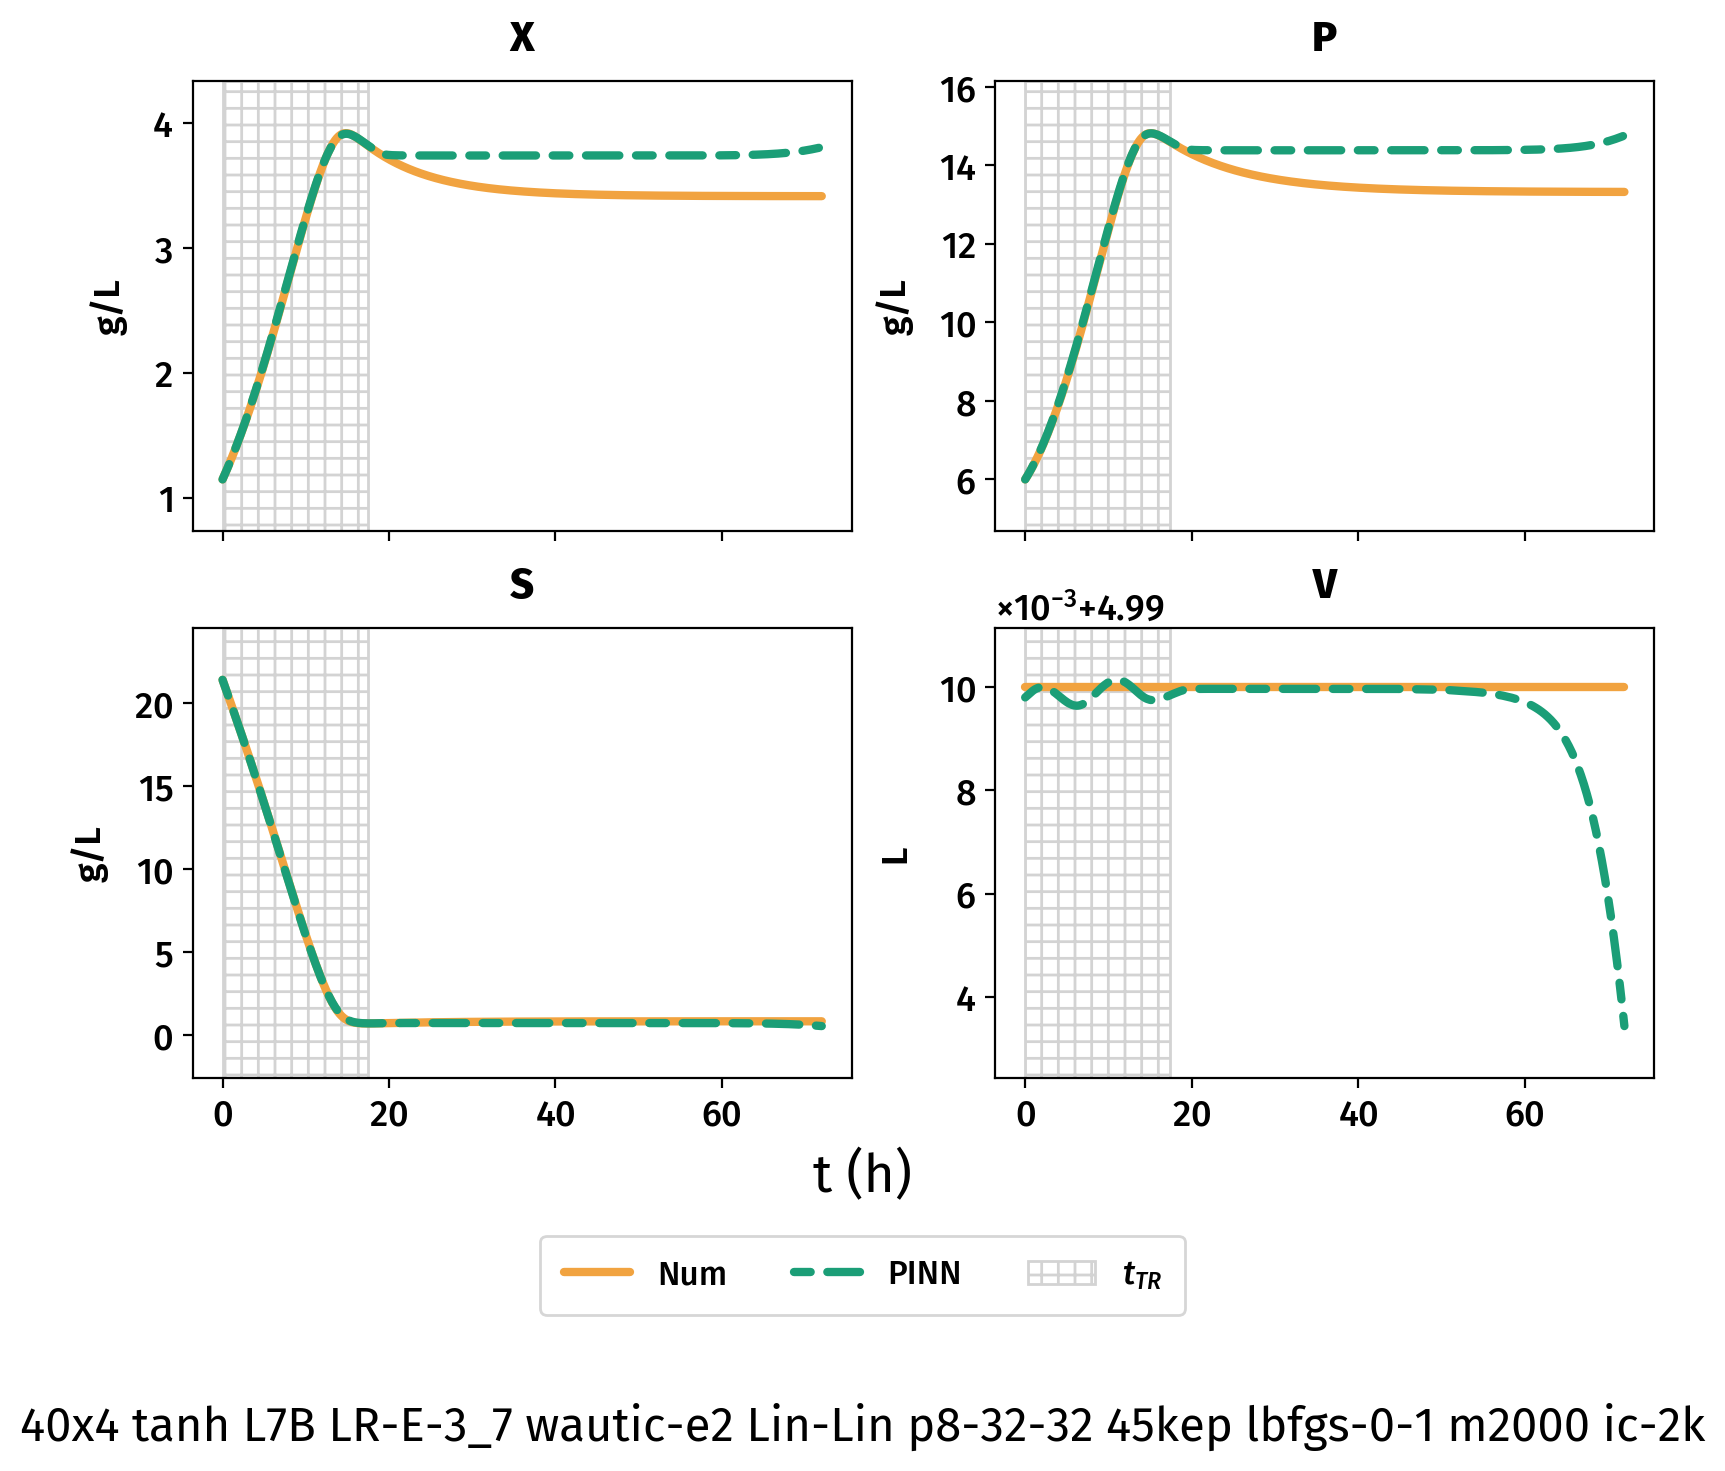 X
P
4
3
2
1
g/L
16
14
12
10
8
6
g/L
S
V
×10⁻³+4.99
20
15
10
5
0
g/L
10
8
6
4
L
0 20 40 60
0 20 40 60
t (h)
Num PINN t_TR
40x4 tanh L7B LR-E-3_7 wautic-e2 Lin-Lin p8-32-32 45kep lbfgs-0-1 m2000 ic-2k